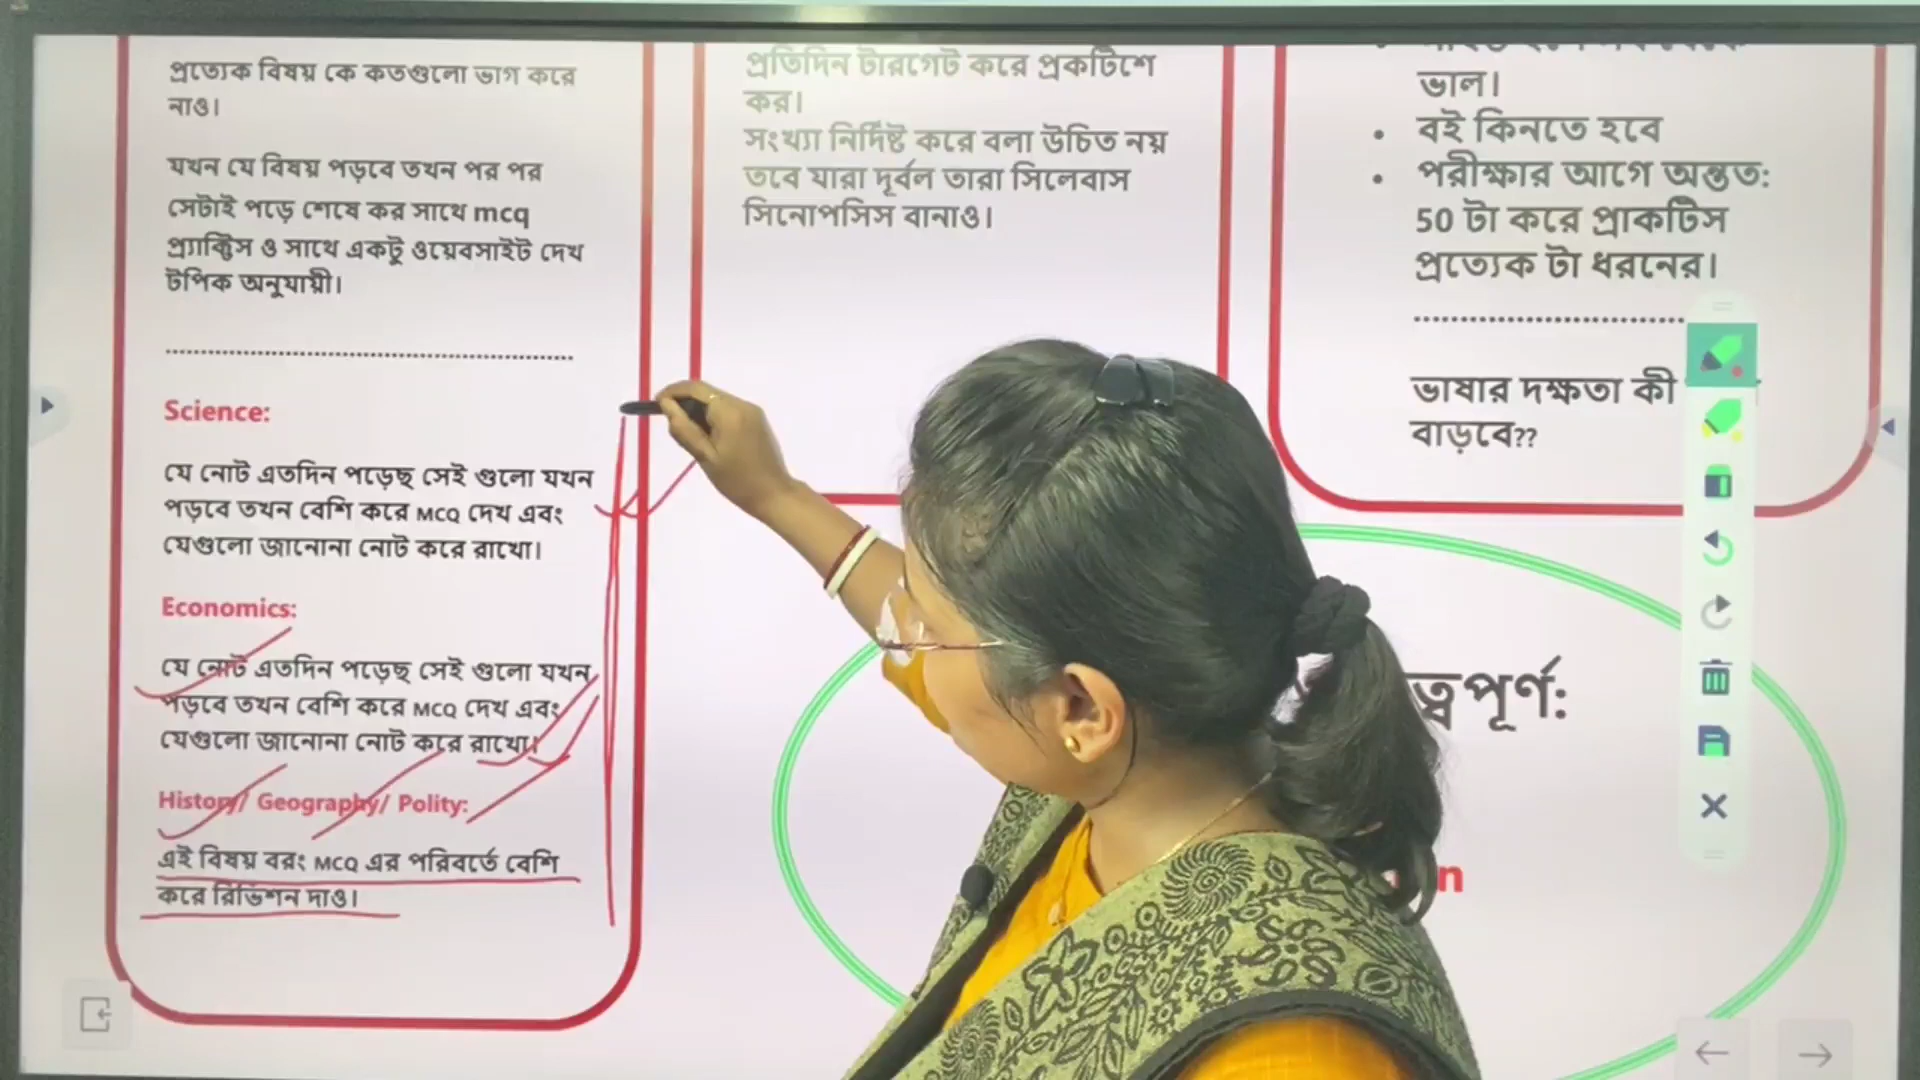 প্রত্যেক বিষয় কে কতগুলো ভাগ করে
নাও।
যখন যে বিষয় পড়বে তখন পর পর
সেটাই পড়ে শেষে কর সাথে mcq
প্র্যাক্টিস ও সাথে একটু ওয়েবসাইট দেখ
টপিক অনুযায়ী।
Science:
যে নোট এতদিন পড়েছ সেই গুলো যখন
পড়বে তখন বেশি করে MCQ দেখ এবং
যেগুলো জানোনা নোট করে রাখো।
Economics:
যে নোট এতদিন পড়েছ সেই গুলো যখন
পড়বে তখন বেশি করে MCQ দেখ এবং
যেগুলো জানোনা নোট করে রাখো।
History/ Geography/ Polity:
এই বিষয় বরং MCQ এর পরিবর্তে বেশি
করে রিভিশন দাও।
প্রতিদিন টারগেট করে প্রকটিশে
কর।
সংখ্যা নির্দিষ্ট করে বলা উচিত নয়
তবে যারা দূর্বল তারা সিলেবাস
সিনোপসিস বানাও।
ভাল।
• বই কিনতে হবে
• পরীক্ষার আগে অন্তত:
50 টা করে প্রাকটিস
প্রত্যেক টা ধরনের।
ভাষার দক্ষতা কী
বাড়বে??
ত্বপূর্ণ:
n